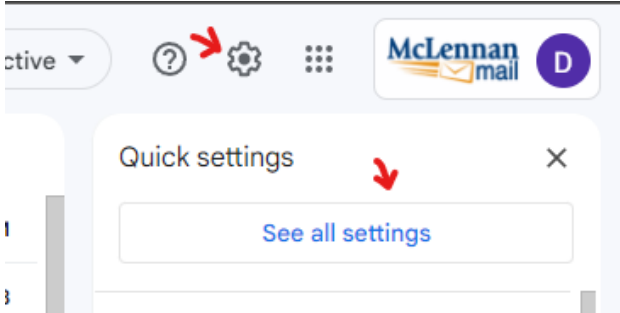 ctive
McLennan
mail
D
Quick settings
See all settings